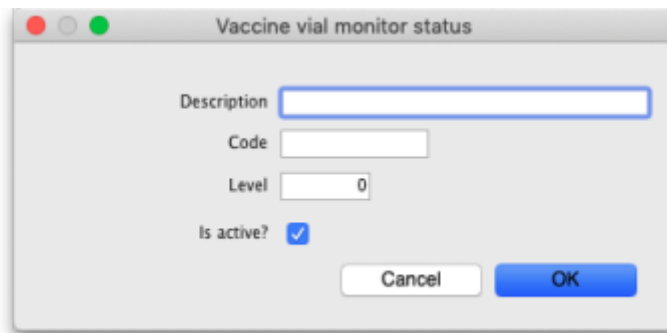 Vaccine vial monitor status
Description
Code
Level 0
Is active?
Cancel OK